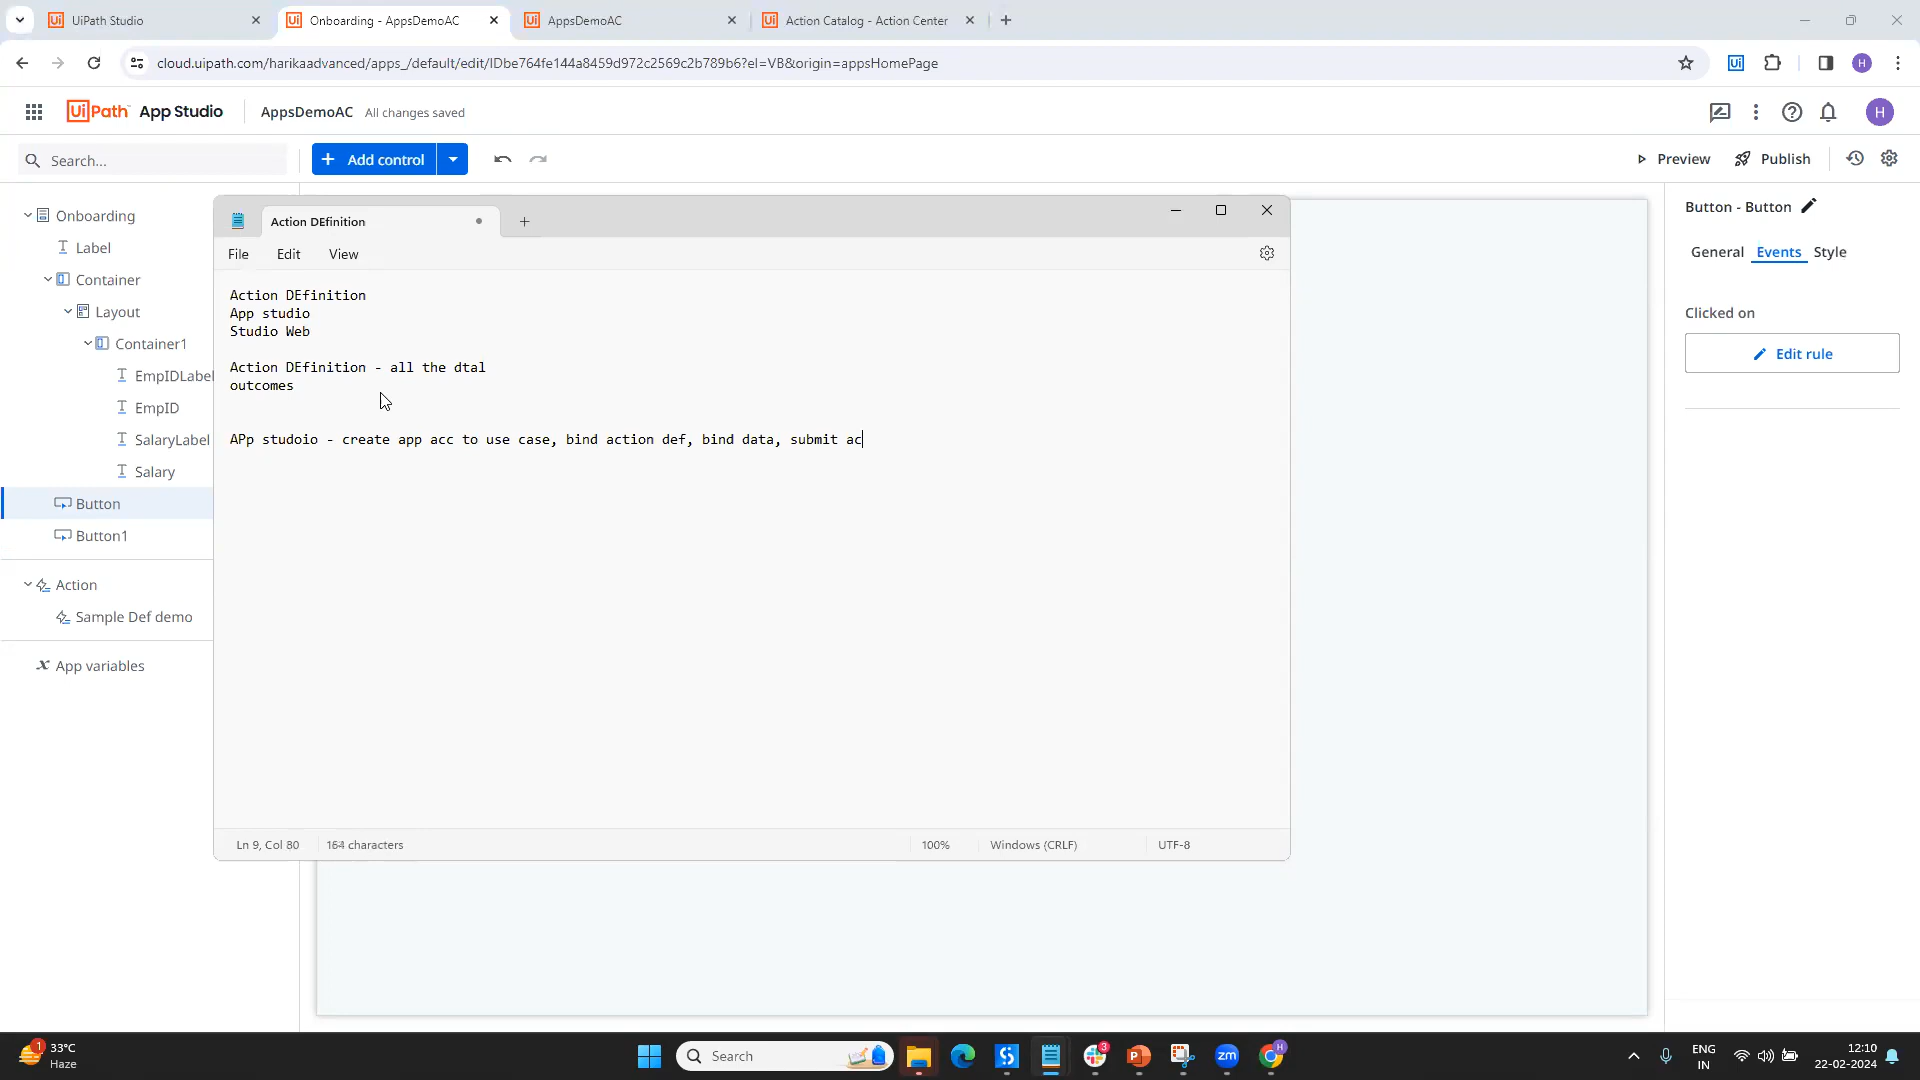 UiPath Studio
Onboarding - AppsDemoAC
AppsDemoAC
Action Catalog - Action Center
cloud.uipath.com/harikaadvanced/apps_/default/edit/IDbe764fe144a8459d972c2569c2b789b6?el=VB&origin=appsHomePage
Ui
H
UiPath App Studio
AppsDemoAC
All changes saved
H
Search...
Add control
Preview
Publish
Onboarding
Label
Container
Layout
Container1
EmpIDLabel
EmpID
SalaryLabel
Salary
Button
Button1
Action
Sample Def demo
App variables
Action DEfinition
File
Edit
View
Action DEfinition
App studio
Studio Web
Action DEfinition - all the dtal
outcomes
APp studoio - create app acc to use case, bind action def, bind data, submit ac
Ln 9, Col 80
164 characters
100%
Windows (CRLF)
UTF-8
Button - Button
General
Events
Style
Clicked on
Edit rule
1
33°C
Haze
Search
3
zm
H
ENG
IN
12:10
22-02-2024